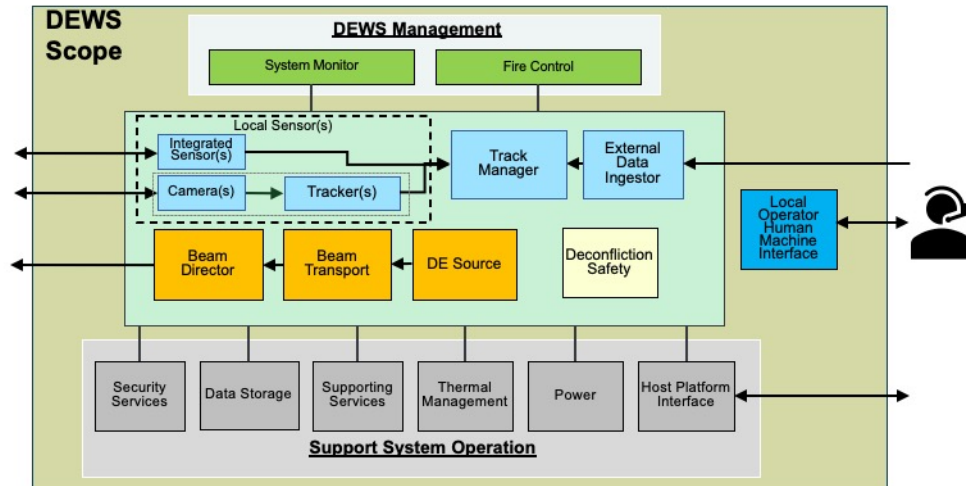 DEWS
Scope
DEWS Management
System Monitor
Fire Control
Local Sensor(s)
Integrated
Sensor(s)
Camera(s)
Tracker(s)
Track
Manager
External
Data
Ingestor
Local
Operator
Human
Machine
Interface
Beam
Director
Beam
Transport
DE Source
Deconfliction
Safety
Security
Services
Data Storage
Supporting
Services
Thermal
Management
Power
Host Platform
Interface
Support System Operation